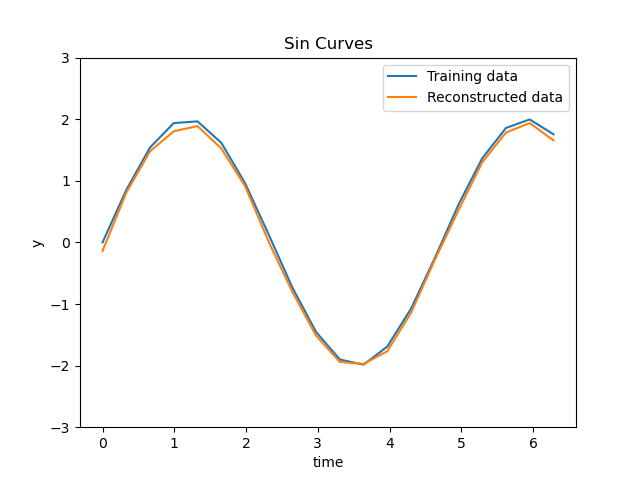 Sin Curves
Training data
Reconstructed data
3
2
1
0
−1
−2
−3
y
0 1 2 3 4 5 6
time